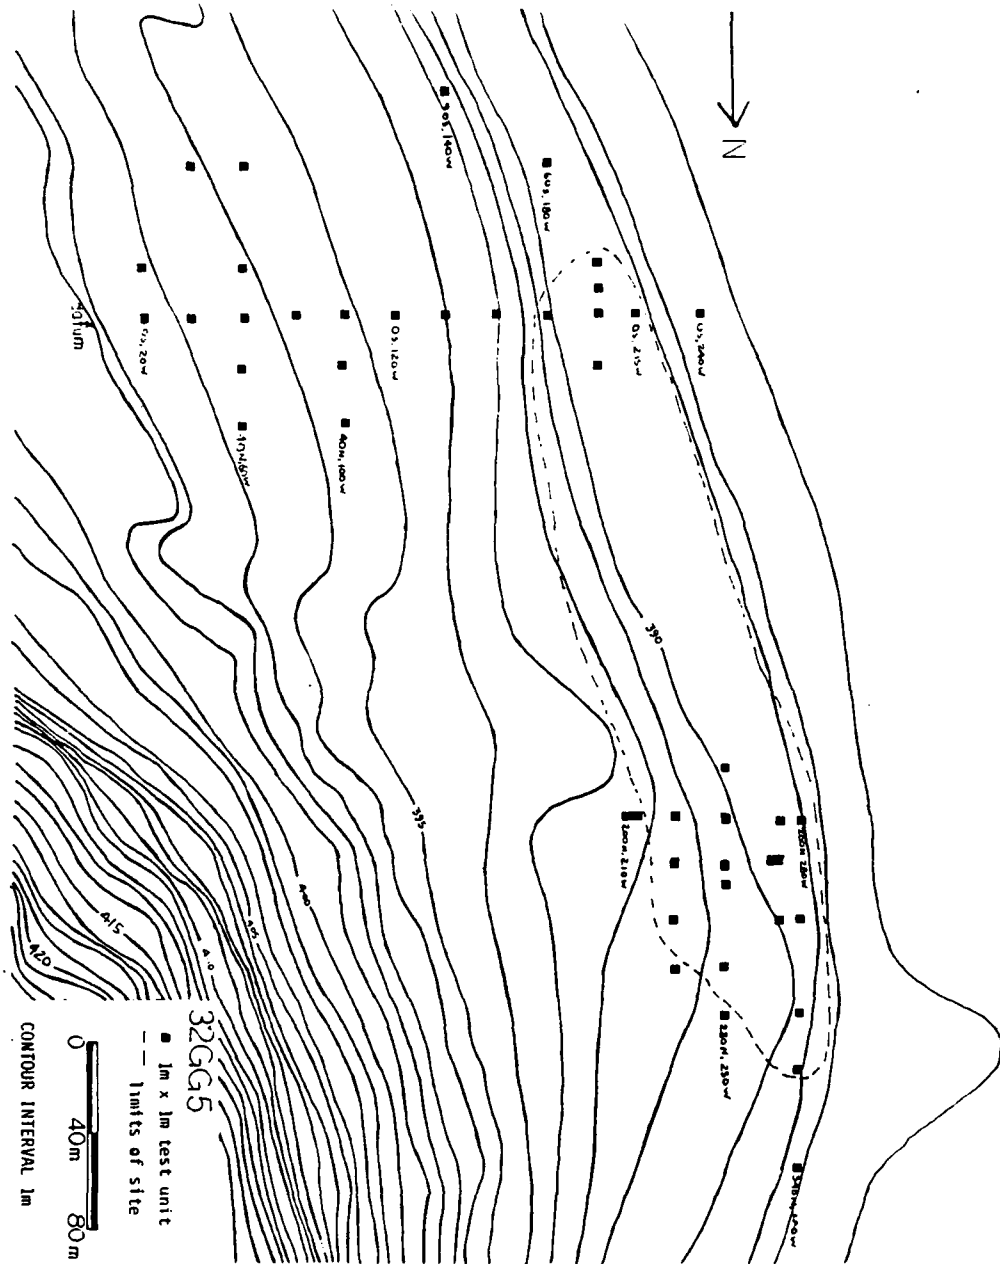 N
90S, 140W
60S, 180W
datum
0S, 120W
0S, 215W
0S, 240W
40N, 100W
390
395
200N, 210W
200N 280W
400
405
410
415
420
280N, 250W
32GG5
1m x 1m test unit
limits of site
0 40m 80m
CONTOUR INTERVAL 1m